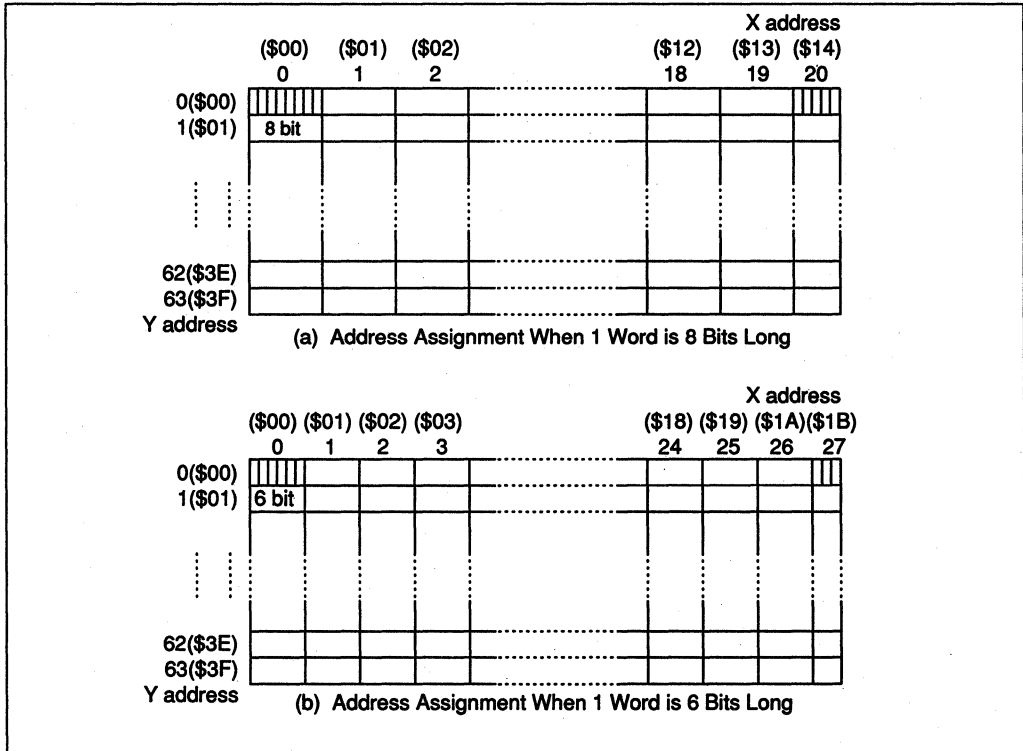 X address
($00) ($01) ($02) ($12) ($13) ($14)
0 1 2 18 19 20
0($00)
1($01) 8 bit
62($3E)
63($3F)
Y address
(a) Address Assignment When 1 Word is 8 Bits Long
X address
($00) ($01) ($02) ($03) ($18) ($19) ($1A)($1B)
0 1 2 3 24 25 26 27
0($00)
1($01) 6 bit
62($3E)
63($3F)
Y address
(b) Address Assignment When 1 Word is 6 Bits Long